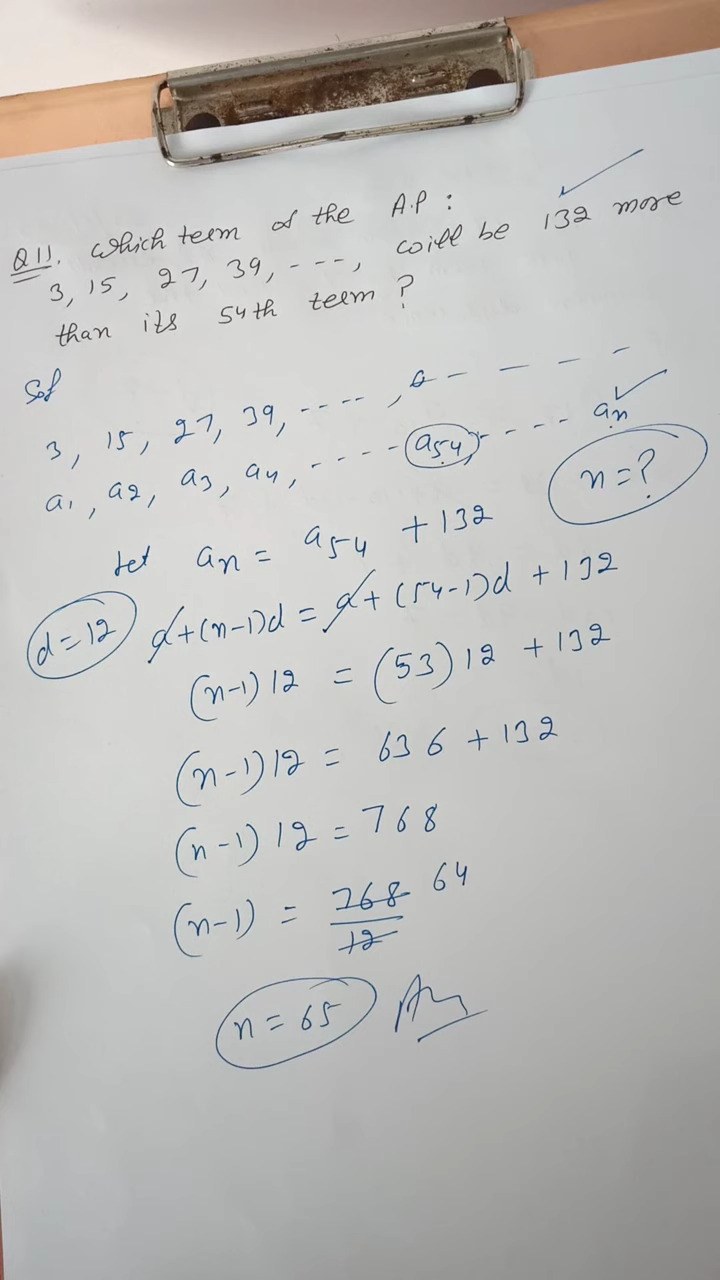 Q11. Which term of the A.P :
3, 15, 27, 39, ---, will be 132 more
than its 54th term ?
Sol
3, 15, 27, 39, ----, a - - - - -
a1, a2, a3, a4, ---- a54, ---- an
n = ?
Let an = a54 + 132
d = 12 a+(n-1)d = a+(54-1)d + 132
(n-1) 12 = (53) 12 + 132
(n-1) 12 = 636 + 132
(n-1) 12 = 768
(n-1) = 768/12 64
n = 65 Ans